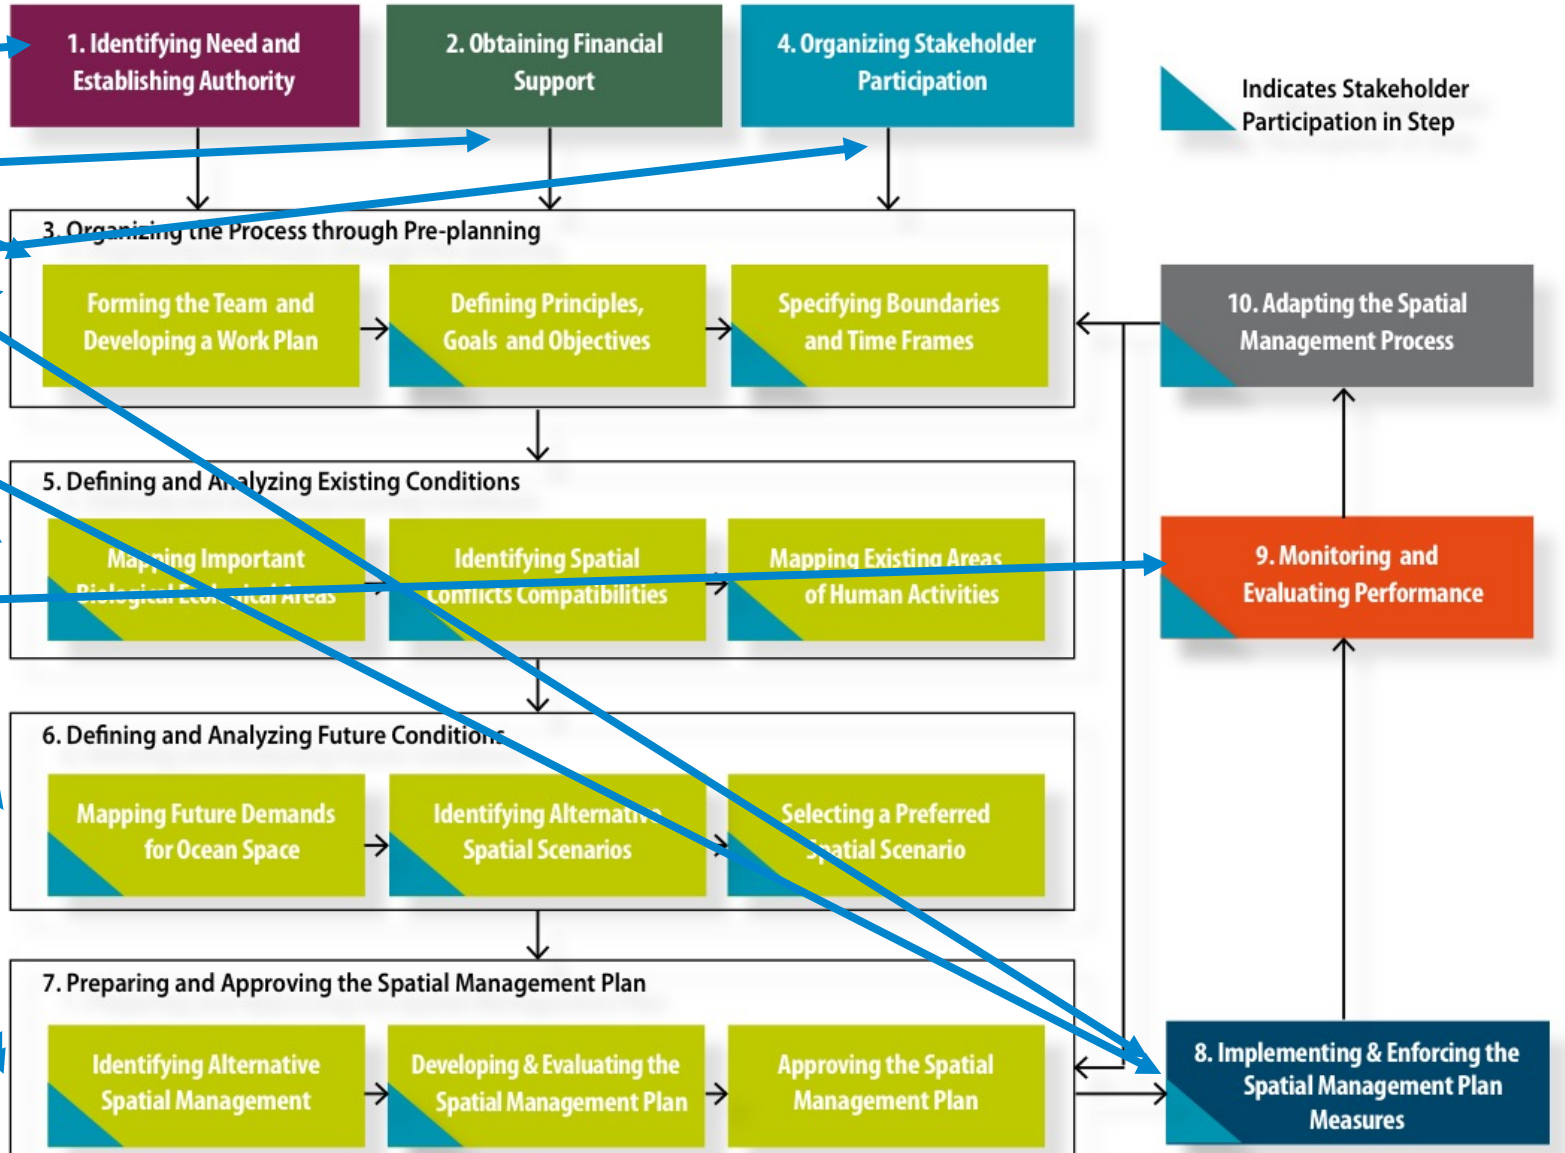 1. Identifying Need and
Establishing Authority
2. Obtaining Financial
Support
4. Organizing Stakeholder
Participation
Indicates Stakeholder
Participation in Step
3. Organizing the Process through Pre-planning
Forming the Team and
Developing a Work Plan
Defining Principles,
Goals and Objectives
Specifying Boundaries
and Time Frames
10. Adapting the Spatial
Management Process
5. Defining and Analyzing Existing Conditions
Mapping Important
Biological Ecological Areas
Identifying Spatial
Conflicts Compatibilities
Mapping Existing Areas
of Human Activities
9. Monitoring and
Evaluating Performance
6. Defining and Analyzing Future Conditions
Mapping Future Demands
for Ocean Space
Identifying Alternative
Spatial Scenarios
Selecting a Preferred
Spatial Scenario
7. Preparing and Approving the Spatial Management Plan
Identifying Alternative
Spatial Management
Developing & Evaluating the
Spatial Management Plan
Approving the Spatial
Management Plan
8. Implementing & Enforcing the
Spatial Management Plan
Measures